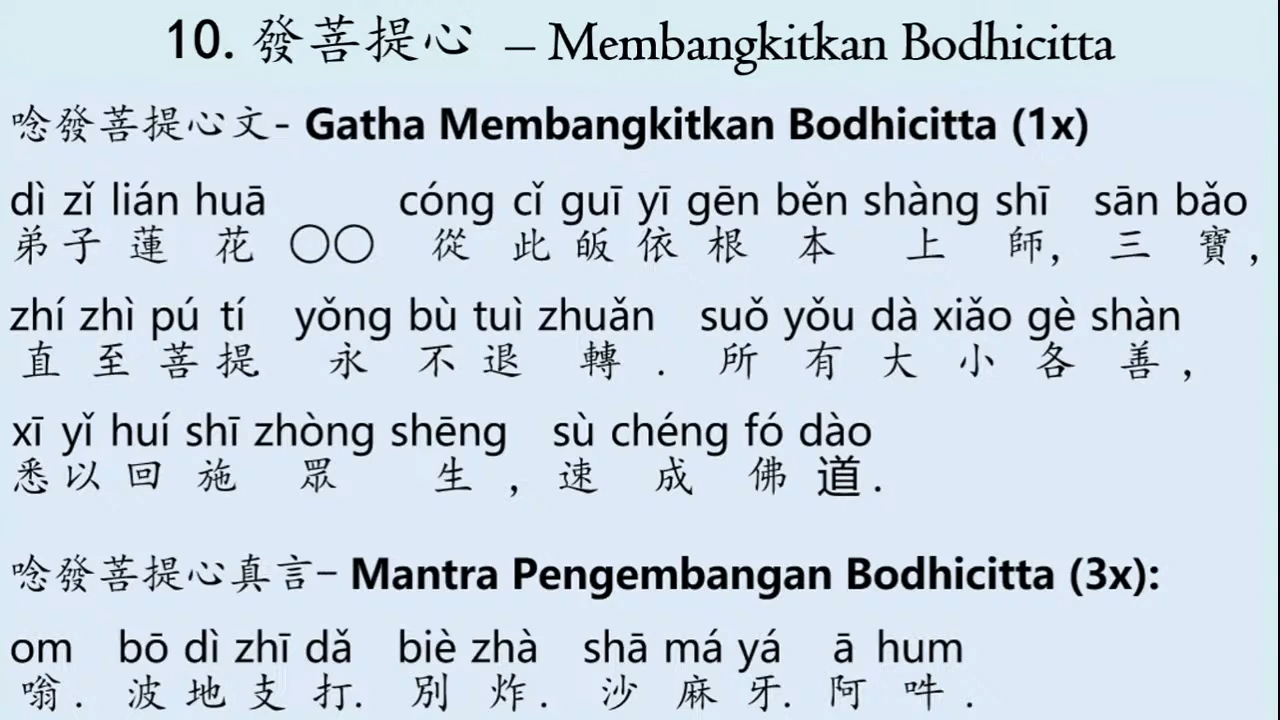 10. 發菩提心 – Membangkitkan Bodhicitta
唸發菩提心文- Gatha Membangkitkan Bodhicitta (1x)
dì zǐ lián huā cóng cǐ guī yī gēn běn shàng shī sān bǎo
弟子蓮花〇〇從此皈依根本上師, 三寶,
zhí zhì pú tí yǒng bù tuì zhuǎn suǒ yǒu dà xiǎo gè shàn
直至菩提永不退轉. 所有大小各善,
xī yǐ huí shī zhòng shēng sù chéng fó dào
悉以回施眾生, 速成佛道.
唸發菩提心真言– Mantra Pengembangan Bodhicitta (3x):
om bō dì zhī dǎ biè zhà shā má yá ā hum
嗡. 波地支打. 別炸. 沙麻牙. 阿吽.